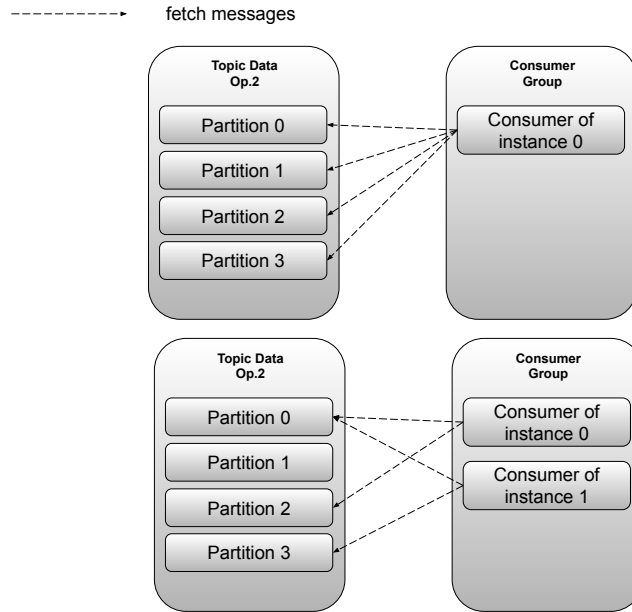 fetch messages
Topic Data
Op.2
Partition 0
Partition 1
Partition 2
Partition 3
Consumer
Group
Consumer of
instance 0
Topic Data
Op.2
Partition 0
Partition 1
Partition 2
Partition 3
Consumer
Group
Consumer of
instance 0
Consumer of
instance 1